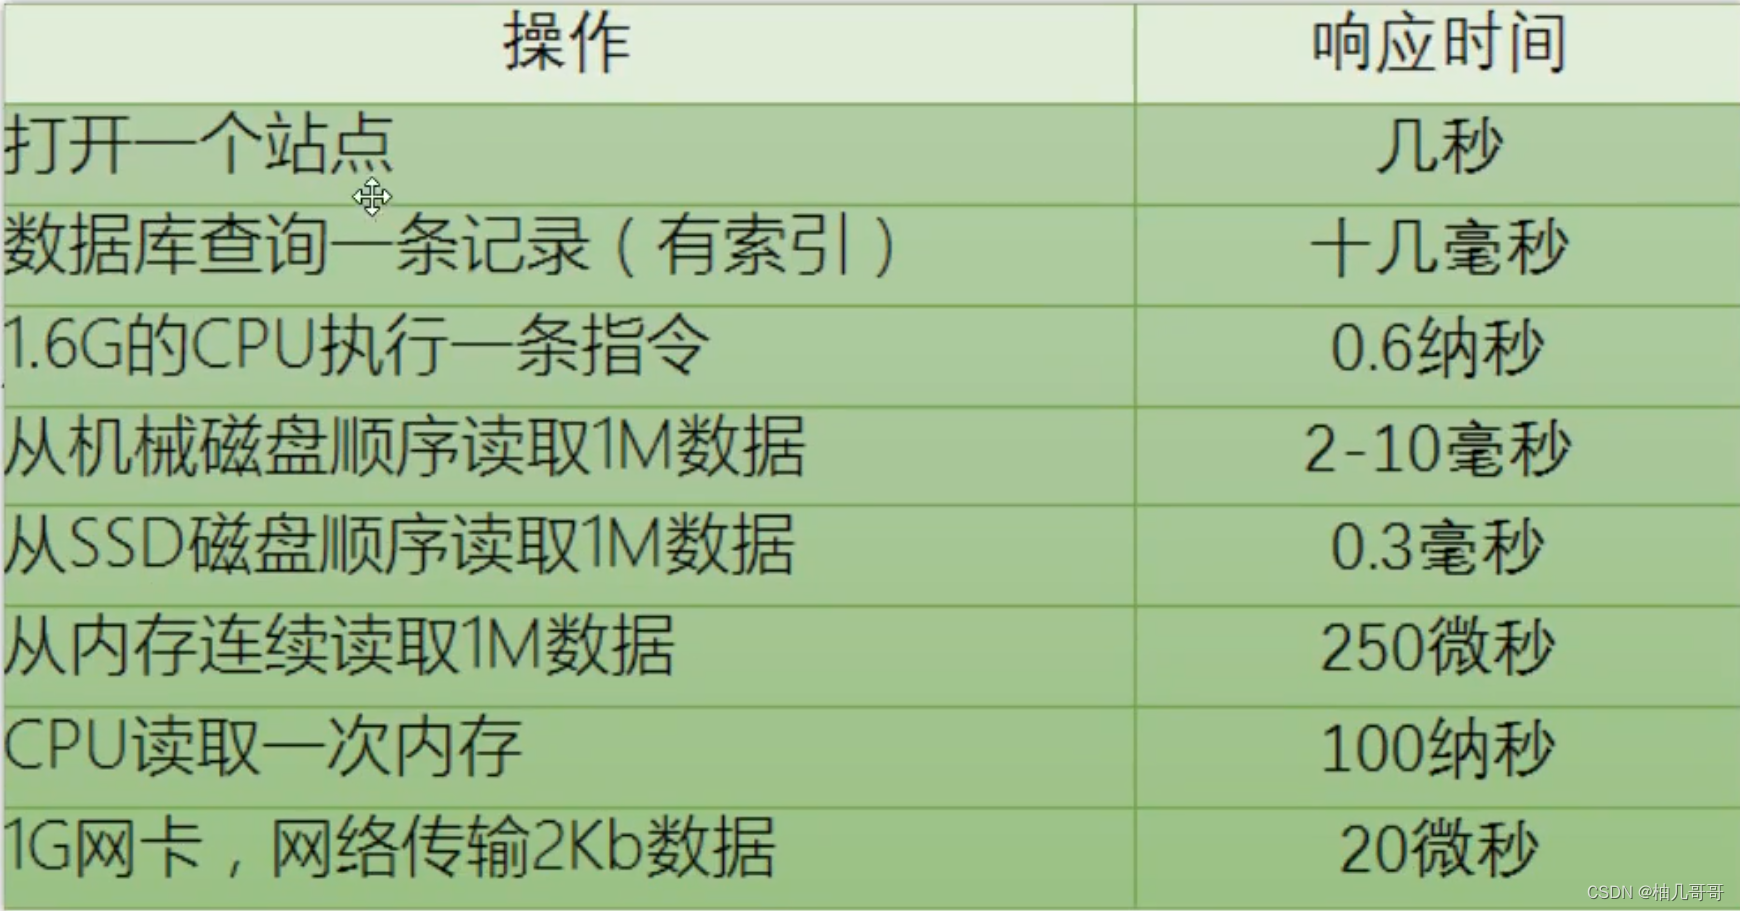 操作 响应时间
打开一个站点 几秒
数据库查询一条记录（有索引） 十几毫秒
1.6G的CPU执行一条指令 0.6纳秒
从机械磁盘顺序读取1M数据 2-10毫秒
从SSD磁盘顺序读取1M数据 0.3毫秒
从内存连续读取1M数据 250微秒
CPU读取一次内存 100纳秒
1G网卡，网络传输2Kb数据 20微秒
CSDN @柚几哥哥